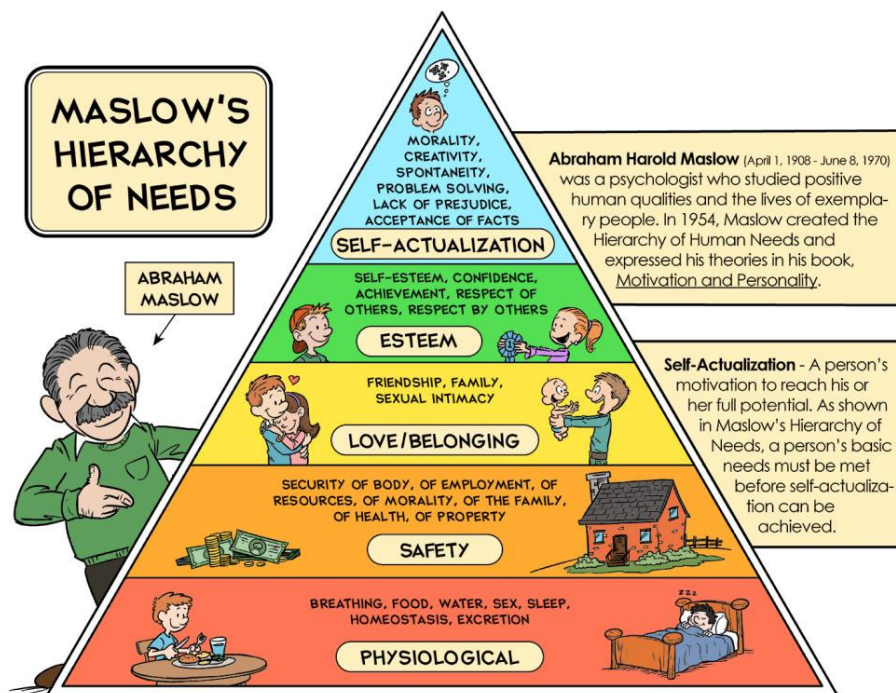 MASLOW'S
HIERARCHY
OF NEEDS
ABRAHAM
MASLOW
MORALITY,
CREATIVITY,
SPONTANEITY,
PROBLEM SOLVING,
LACK OF PREJUDICE,
ACCEPTANCE OF FACTS
SELF-ACTUALIZATION
SELF-ESTEEM, CONFIDENCE,
ACHIEVEMENT, RESPECT OF
OTHERS, RESPECT BY OTHERS
ESTEEM
1
FRIENDSHIP, FAMILY,
SEXUAL INTIMACY
LOVE/BELONGING
SECURITY OF BODY, OF EMPLOYMENT, OF
RESOURCES, OF MORALITY, OF THE FAMILY,
OF HEALTH, OF PROPERTY
SAFETY
BREATHING, FOOD, WATER, SEX, SLEEP,
HOMEOSTASIS, EXCRETION
PHYSIOLOGICAL
ZZZ
Abraham Harold Maslow (April 1, 1908 - June 8, 1970)
was a psychologist who studied positive
human qualities and the lives of exempla-
ry people. In 1954, Maslow created the
Hierarchy of Human Needs and
expressed his theories in his book,
Motivation and Personality.
Self-Actualization - A person's
motivation to reach his or
her full potential. As shown
in Maslow's Hierarchy of
Needs, a person's basic
needs must be met
before self-actualiza-
tion can be
achieved.